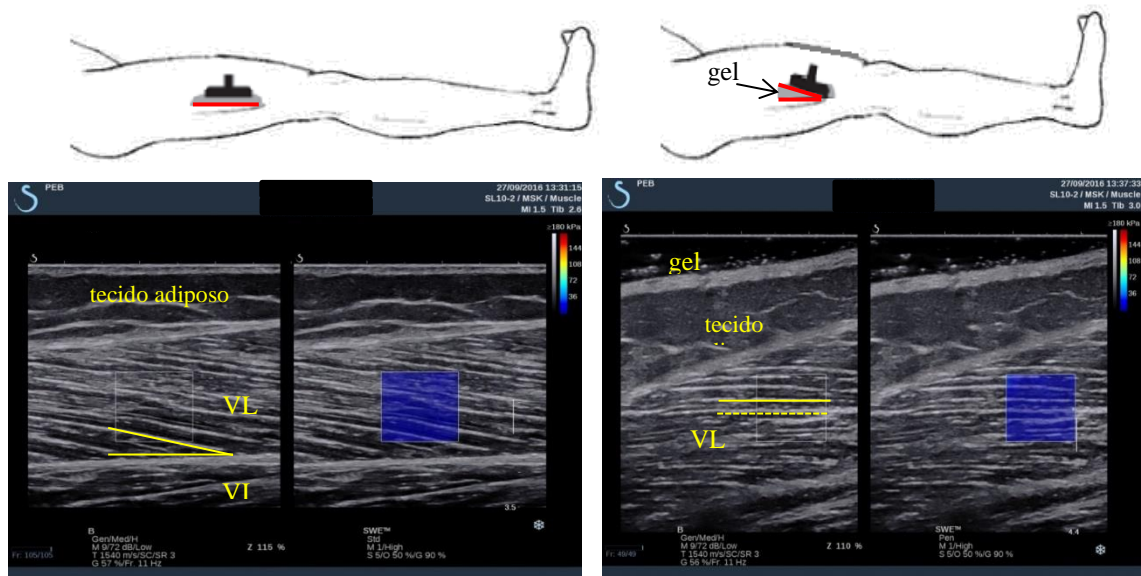 gel
PEB
27/09/2016 13:31:15
SL10-2 / MSK / Muscle
MI 1.5 TIb 2.6
S
≥180 kPa
144
108
72
36
tecido adiposo
VL
VI
3.5
B
Gen/Med/H
M 9/72 dB/Low
T 1540 m/s/SC/SR 3
G 57 %/Fr. 11 Hz
Fr: 105/105
Z 115 %
SWE™
Std
M 1/High
S 5/O 50 %/G 90 %
PEB
27/09/2016 13:37:33
SL10-2 / MSK / Muscle
MI 1.5 TIb 3.0
S
≥180 kPa
144
108
72
36
gel
tecido
VL
4.4
B
Gen/Med/H
M 9/72 dB/Low
T 1540 m/s/SC/SR 3
G 56 %/Fr. 11 Hz
Fr: 49/49
Z 110 %
SWE™
Pen
M 1/High
S 5/O 50 %/G 90 %